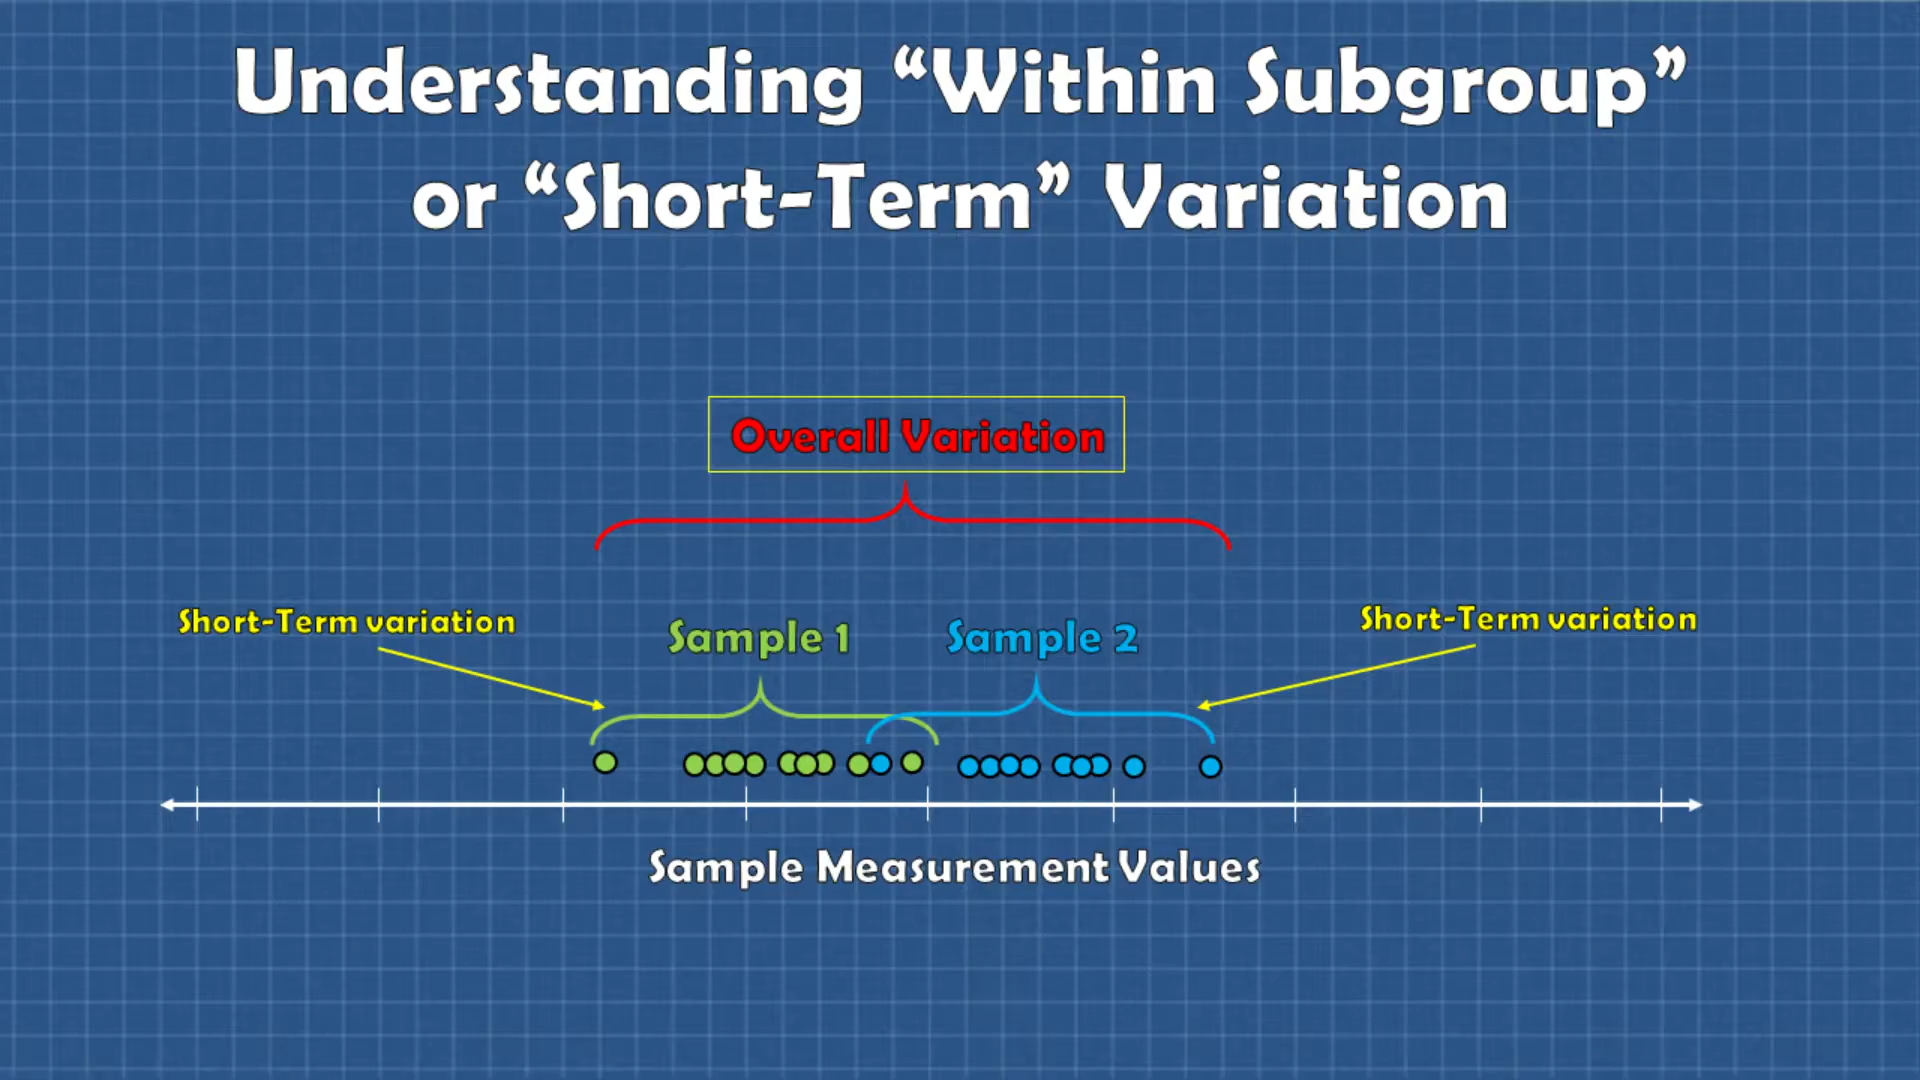 Understanding “Within Subgroup”
or “Short-Term” Variation
Overall Variation
Short-Term variation
Sample 1
Sample 2
Short-Term variation
Sample Measurement Values